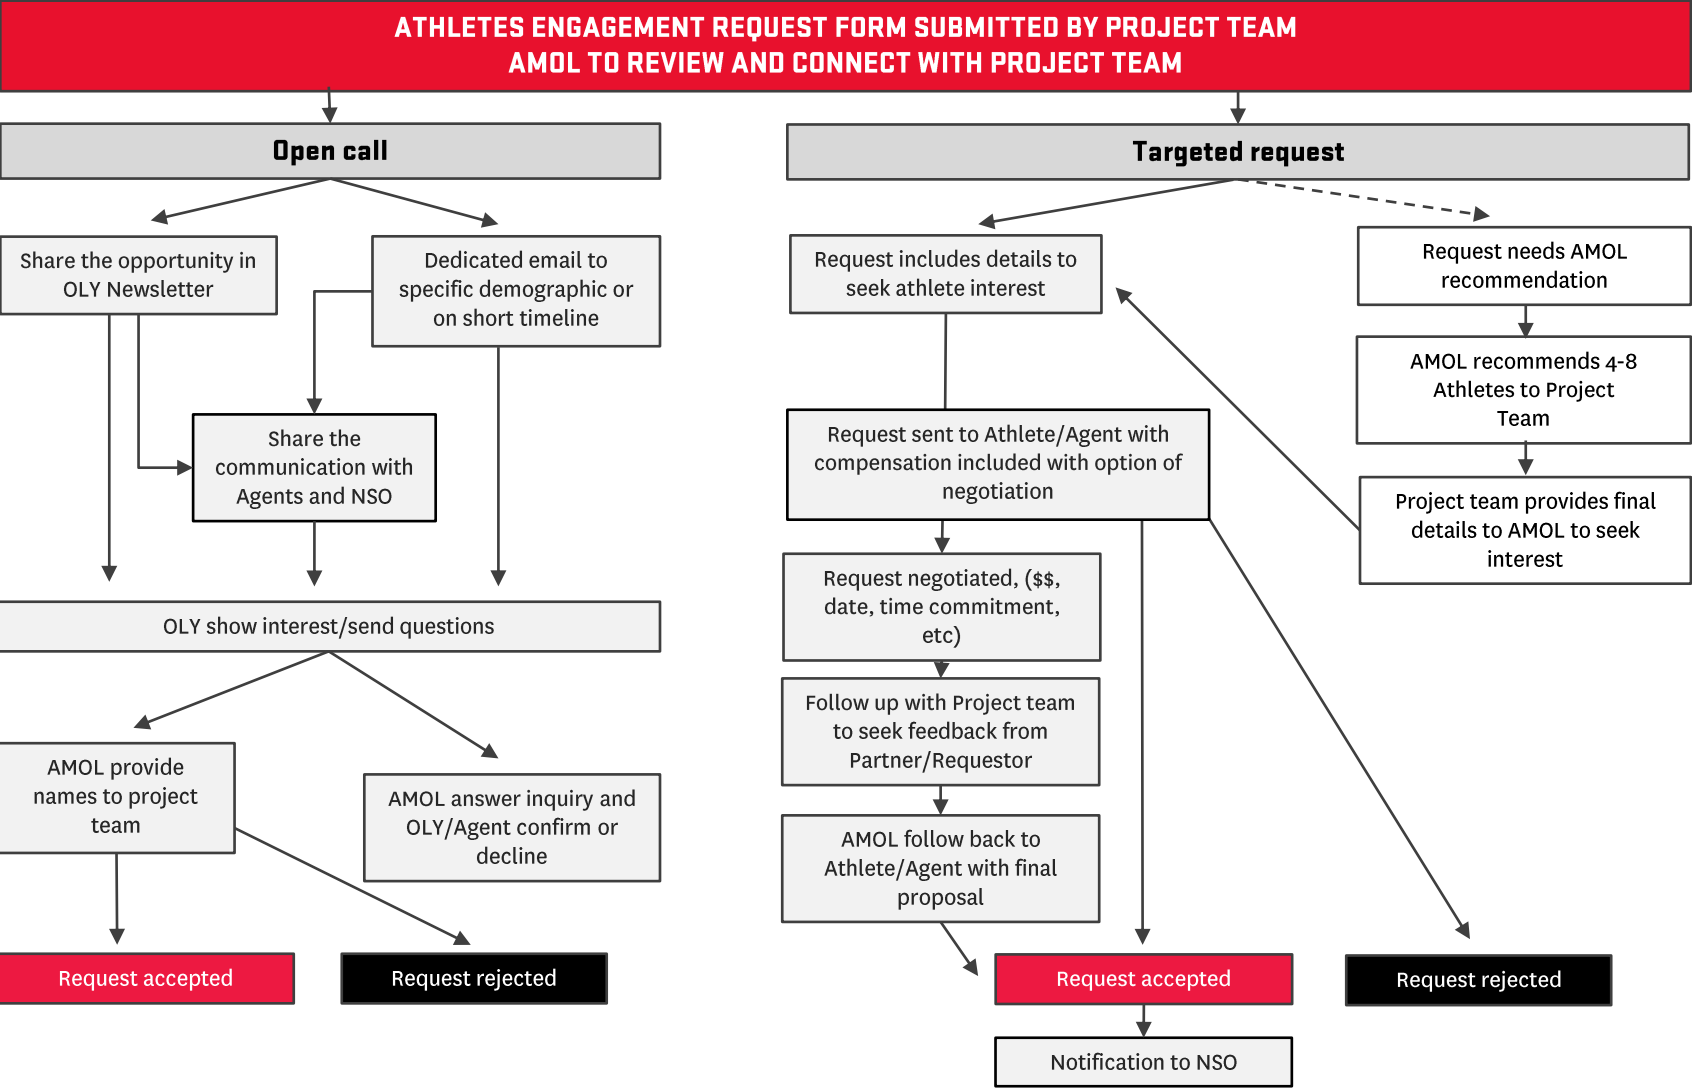 ATHLETES ENGAGEMENT REQUEST FORM SUBMITTED BY PROJECT TEAM
AMOL TO REVIEW AND CONNECT WITH PROJECT TEAM
Open call
Share the opportunity in
OLY Newsletter
Dedicated email to
specific demographic or
on short timeline
Share the
communication with
Agents and NSO
OLY show interest/send questions
AMOL provide
names to project
team
AMOL answer inquiry and
OLY/Agent confirm or
decline
Request accepted
Request rejected
Targeted request
Request includes details to
seek athlete interest
Request needs AMOL
recommendation
AMOL recommends 4-8
Athletes to Project
Team
Project team provides final
details to AMOL to seek
interest
Request sent to Athlete/Agent with
compensation included with option of
negotiation
Request negotiated, ($$,
date, time commitment,
etc)
Follow up with Project team
to seek feedback from
Partner/Requestor
AMOL follow back to
Athlete/Agent with final
proposal
Request accepted
Request rejected
Notification to NSO